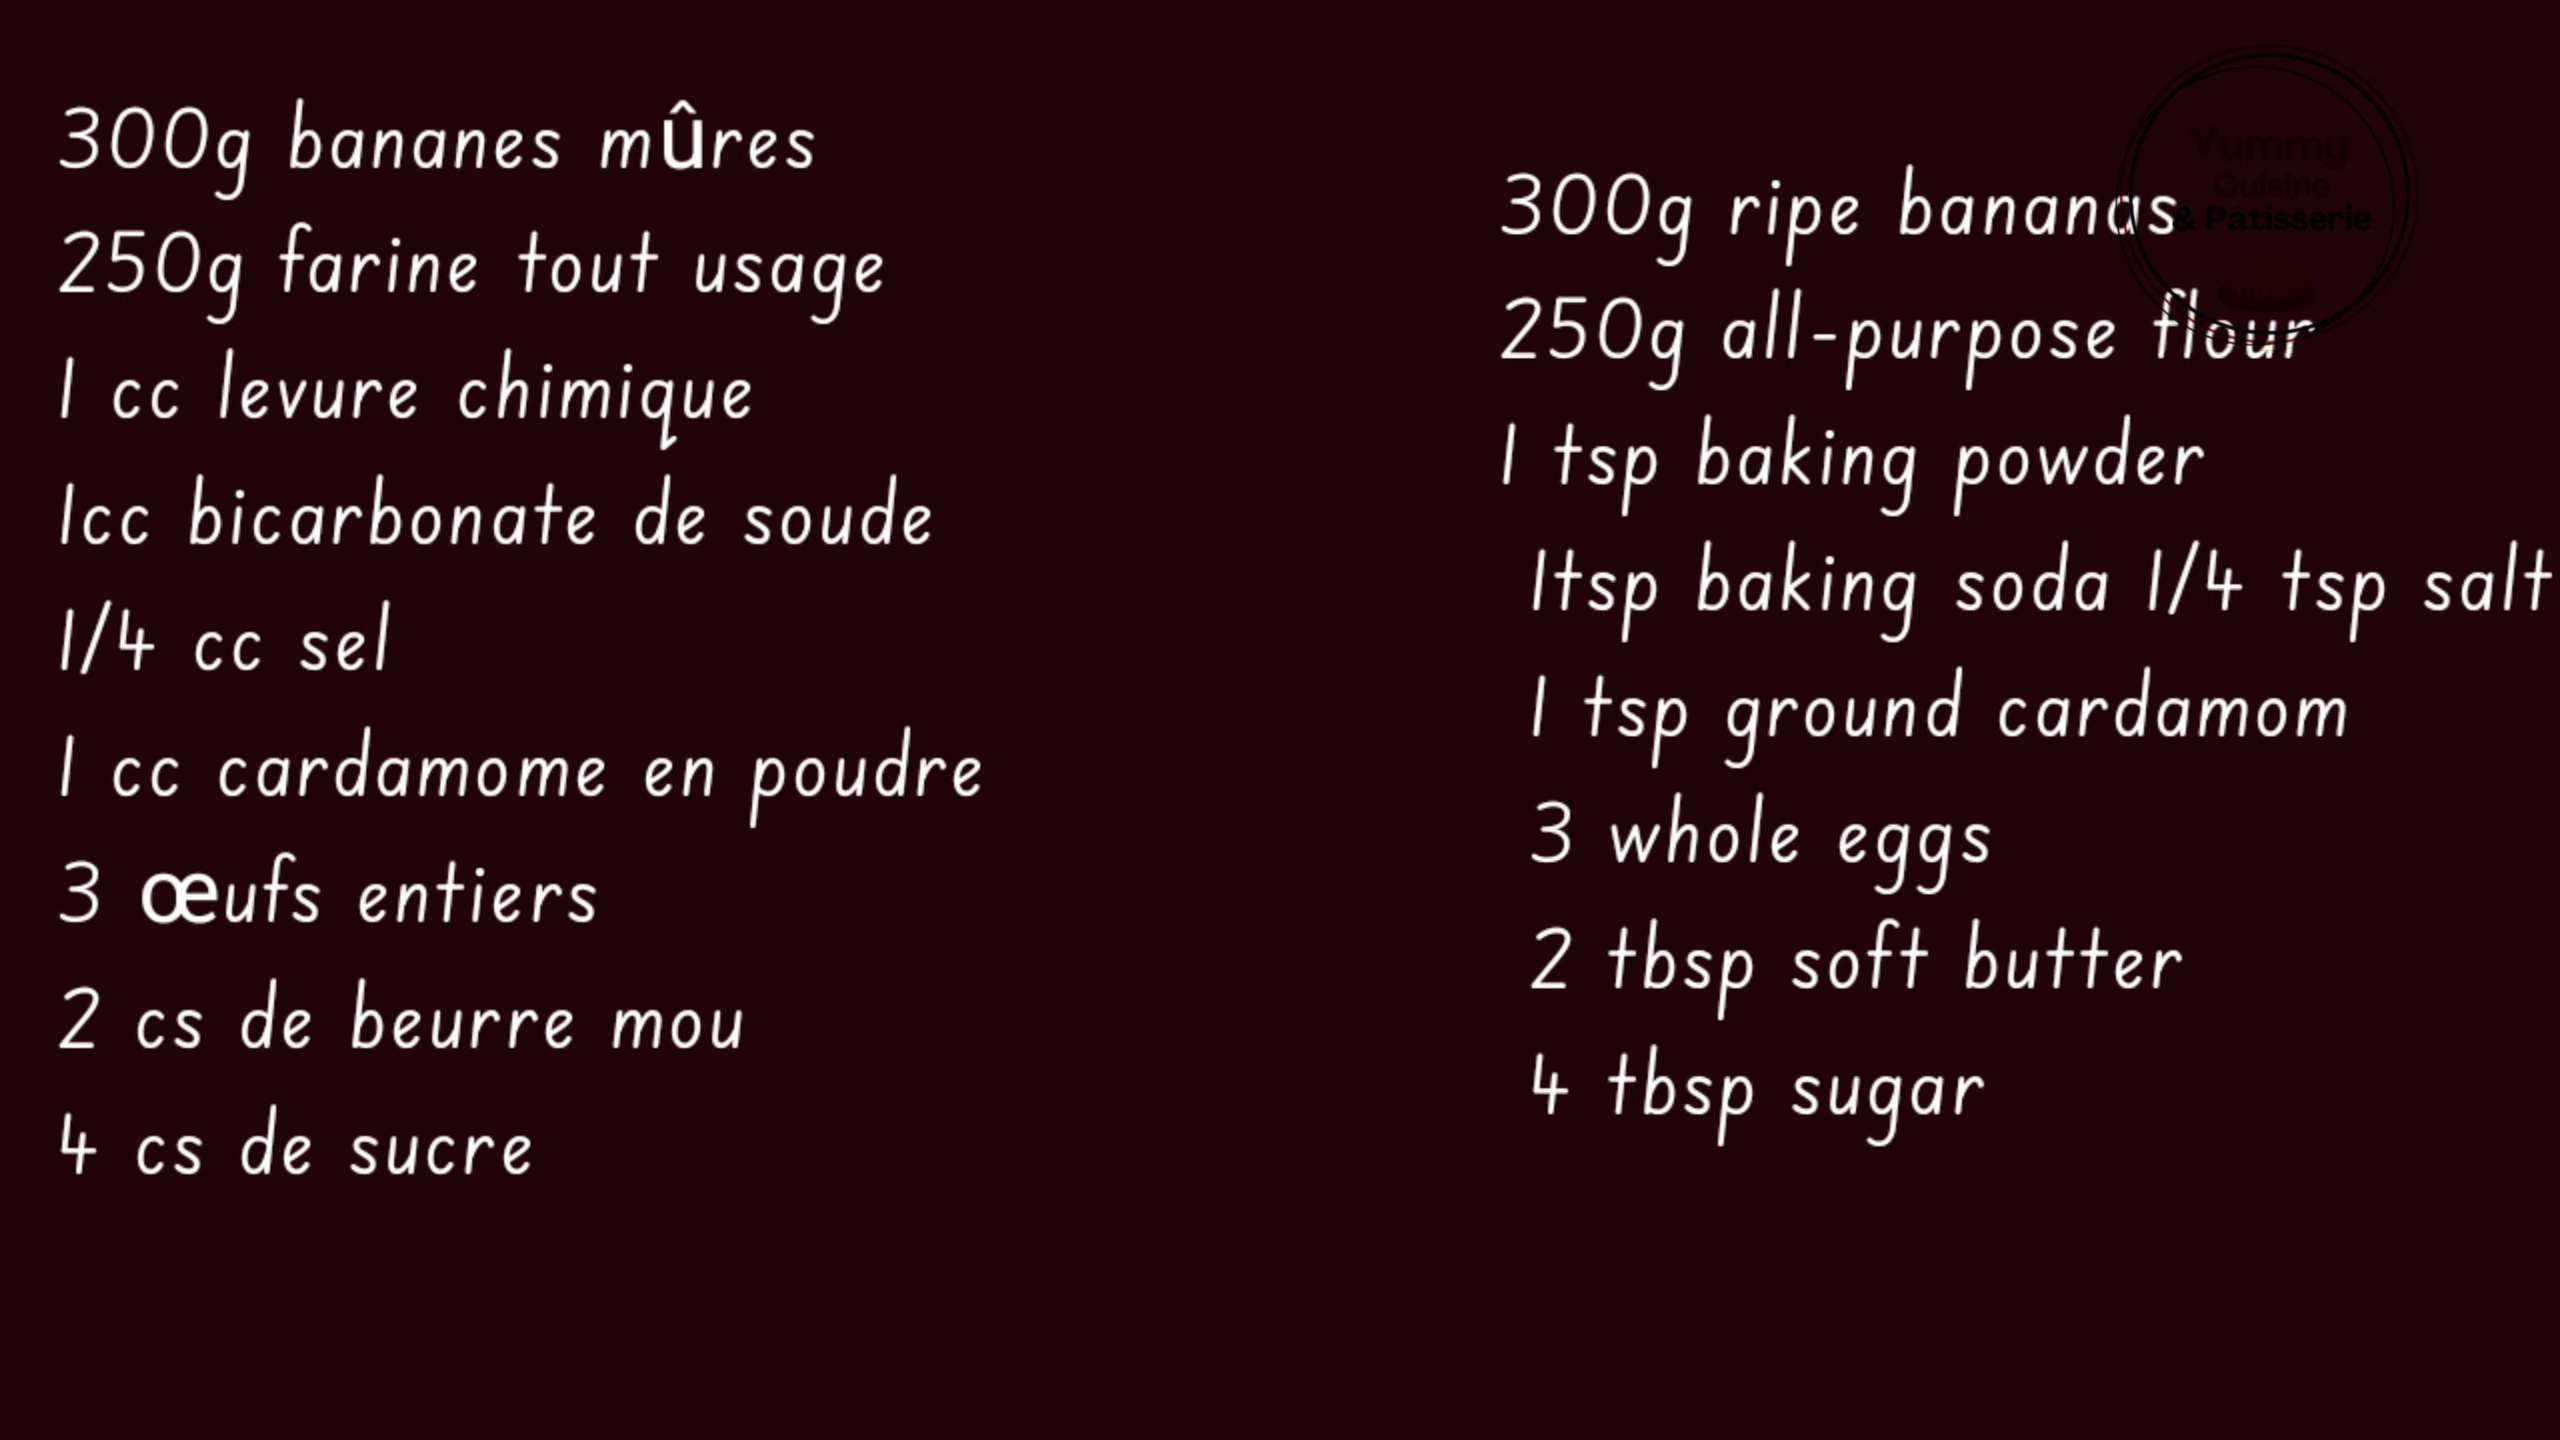 300g bananes mûres
250g farine tout usage
1 cc levure chimique
1cc bicarbonate de soude
1/4 cc sel
1 cc cardamome en poudre
3 œufs entiers
2 cs de beurre mou
4 cs de sucre
300g ripe bananas
250g all-purpose flour
1 tsp baking powder
1tsp baking soda 1/4 tsp salt
1 tsp ground cardamom
3 whole eggs
2 tbsp soft butter
4 tbsp sugar
Yummy
Cuisine
& Pâtisserie